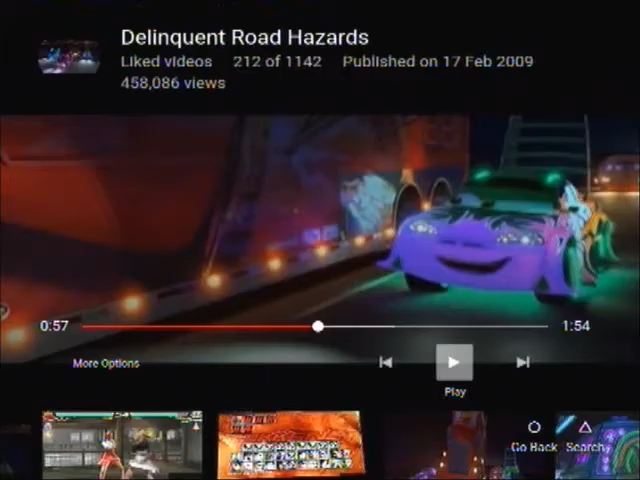 Delinquent Road Hazards
Liked videos 212 of 1142 Published on 17 Feb 2009
458,086 views
0:57 1:54
More Options
Play
Go Back Search